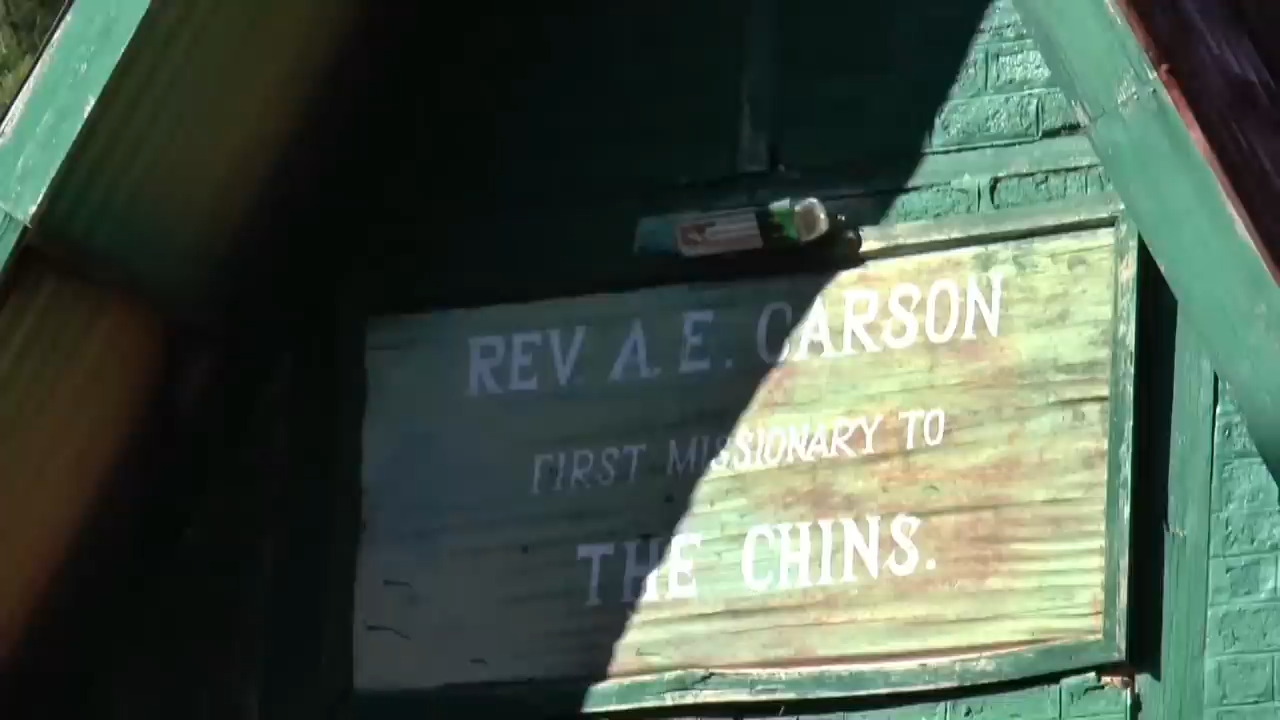 REV. A. E. CARSON
FIRST MISSIONARY TO
THE CHINS.